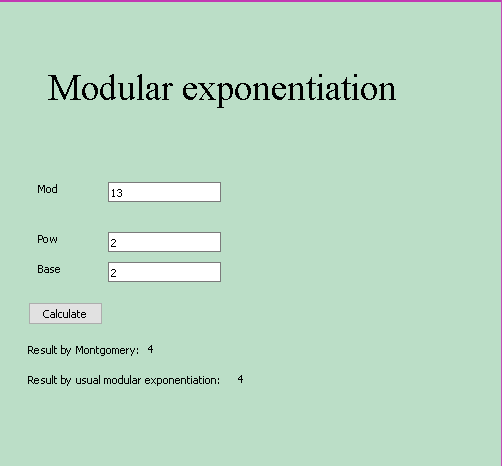 Modular exponentiation
Mod 13
Pow 2
Base 2
Calculate
Result by Montgomery: 4
Result by usual modular exponentiation: 4